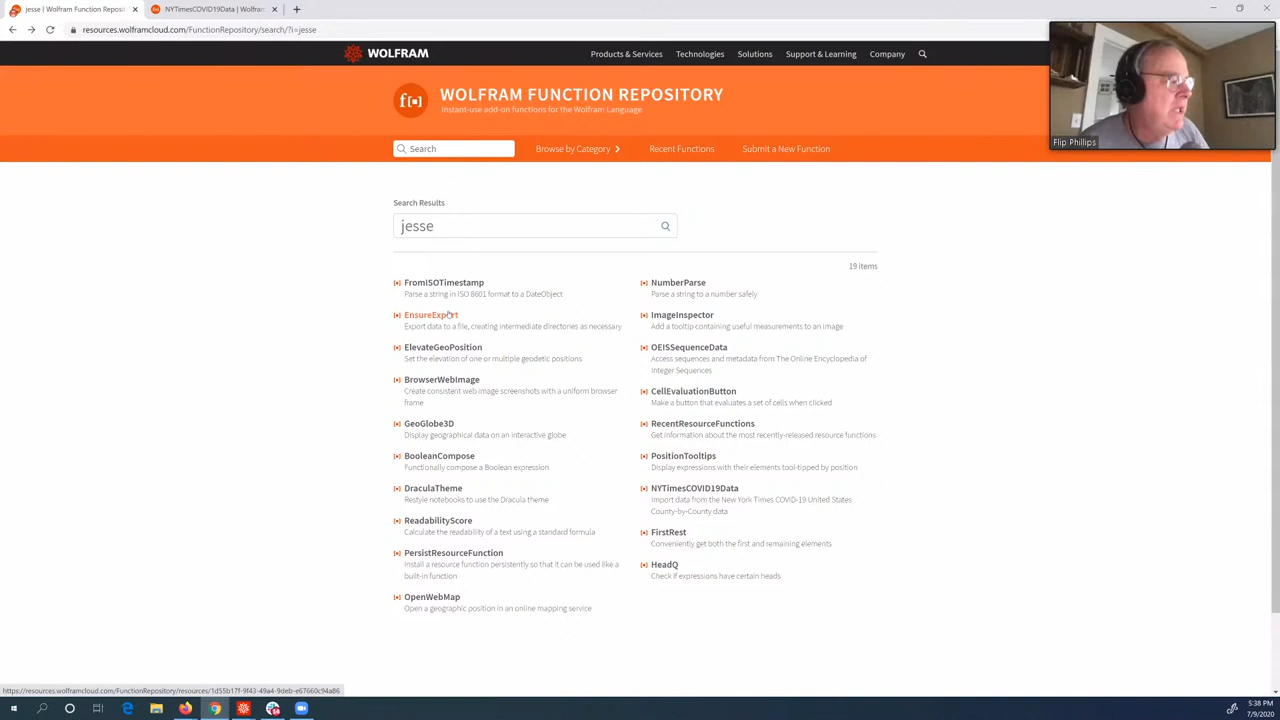 jesse | Wolfram Function Reposit
NYTimesCOVID19Data | Wolfram
resources.wolframcloud.com/FunctionRepository/search/?i=jesse
WOLFRAM
Products & Services
Technologies
Solutions
Support & Learning
Company
f[▪]
WOLFRAM FUNCTION REPOSITORY
Instant-use add-on functions for the Wolfram Language
Search
Browse by Category
Recent Functions
Submit a New Function
Flip Phillips
Search Results
jesse
19 items
FromISOTimestamp
Parse a string in ISO 8601 format to a DateObject
EnsureExport
Export data to a file, creating intermediate directories as necessary
ElevateGeoPosition
Set the elevation of one or multiple geodetic positions
BrowserWebImage
Create consistent web image screenshots with a uniform browser
frame
GeoGlobe3D
Display geographical data on an interactive globe
BooleanCompose
Functionally compose a Boolean expression
DraculaTheme
Restyle notebooks to use the Dracula theme
ReadabilityScore
Calculate the readability of a text using a standard formula
PersistResourceFunction
Install a resource function persistently so that it can be used like a
built-in function
OpenWebMap
Open a geographic position in an online mapping service
NumberParse
Parse a string to a number safely
ImageInspector
Add a tooltip containing useful measurements to an image
OEISSequenceData
Access sequences and metadata from The Online Encyclopedia of
Integer Sequences
CellEvaluationButton
Make a button that evaluates a set of cells when clicked
RecentResourceFunctions
Get information about the most recently-released resource functions
PositionTooltips
Display expressions with their elements tool-tipped by position
NYTimesCOVID19Data
Import data from the New York Times COVID-19 United States
County-by-County data
FirstRest
Conveniently get both the first and remaining elements
HeadQ
Check if expressions have certain heads
https://resources.wolframcloud.com/FunctionRepository/resources/1d55b17f-9f43-49a4-9deb-e67660c94a86
5:38 PM
7/9/2020